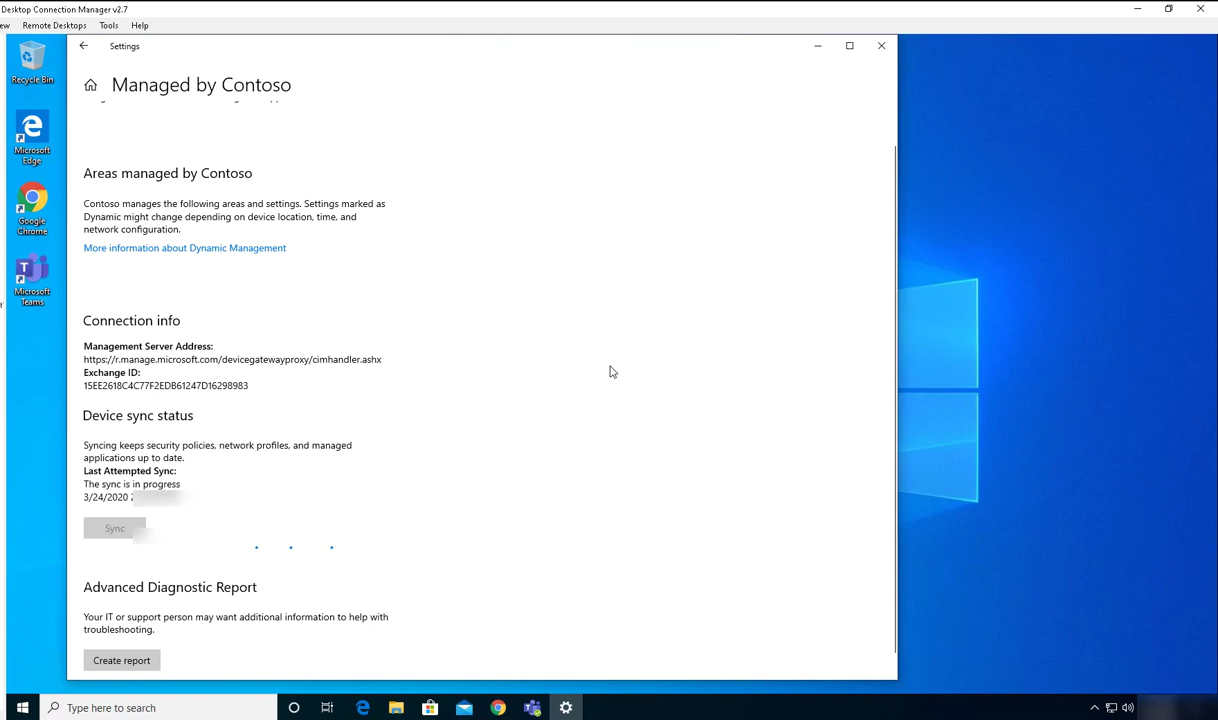 Desktop Connection Manager v2.7
ew Remote Desktops Tools Help
Recycle Bin
Microsoft
Edge
Google
Chrome
Microsoft
Teams
Settings
Managed by Contoso
Areas managed by Contoso
Contoso manages the following areas and settings. Settings marked as
Dynamic might change depending on device location, time, and
network configuration.
More information about Dynamic Management
Connection info
Management Server Address:
https://r.manage.microsoft.com/devicegatewayproxy/cimhandler.ashx
Exchange ID:
15EE2618C4C77F2EDB61247D16298983
Device sync status
Syncing keeps security policies, network profiles, and managed
applications up to date.
Last Attempted Sync:
The sync is in progress
3/24/2020
Sync
Advanced Diagnostic Report
Your IT or support person may want additional information to help with
troubleshooting.
Create report
Type here to search